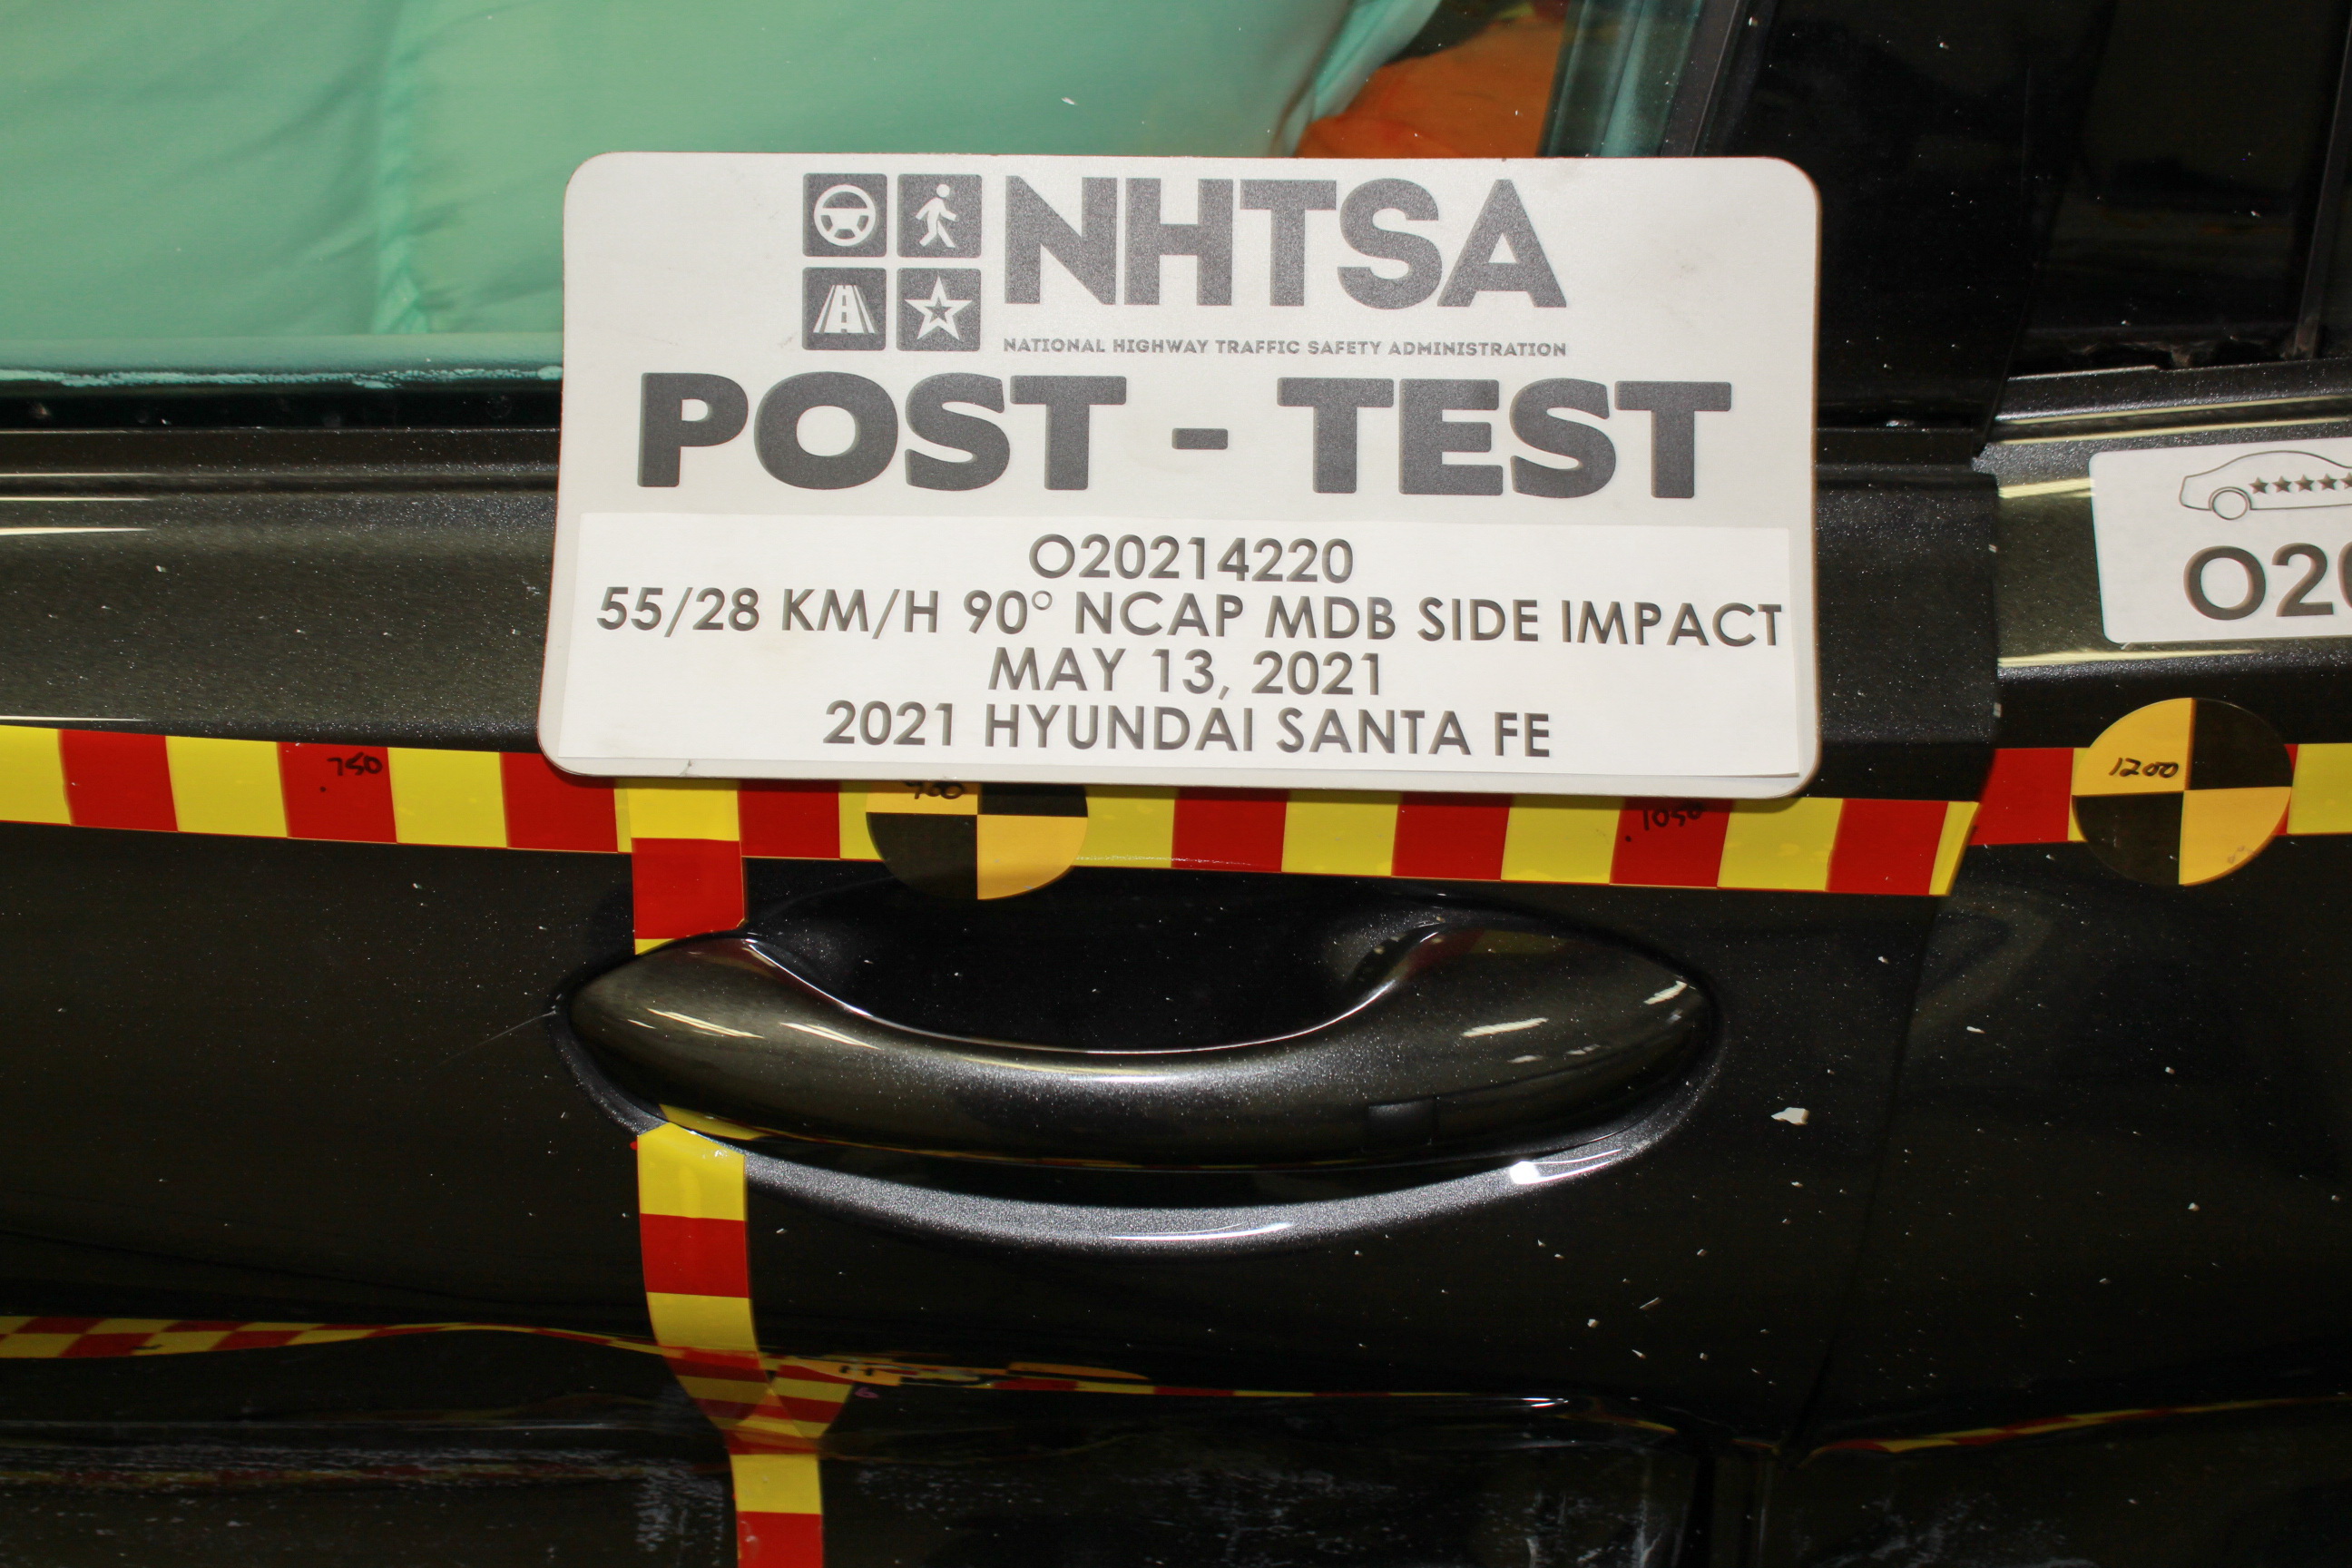 NHTSA
NATIONAL HIGHWAY TRAFFIC SAFETY ADMINISTRATION
POST - TEST
O20214220
55/28 KM/H 90° NCAP MDB SIDE IMPACT
MAY 13, 2021
2021 HYUNDAI SANTA FE
O20
750
900
1050
1200